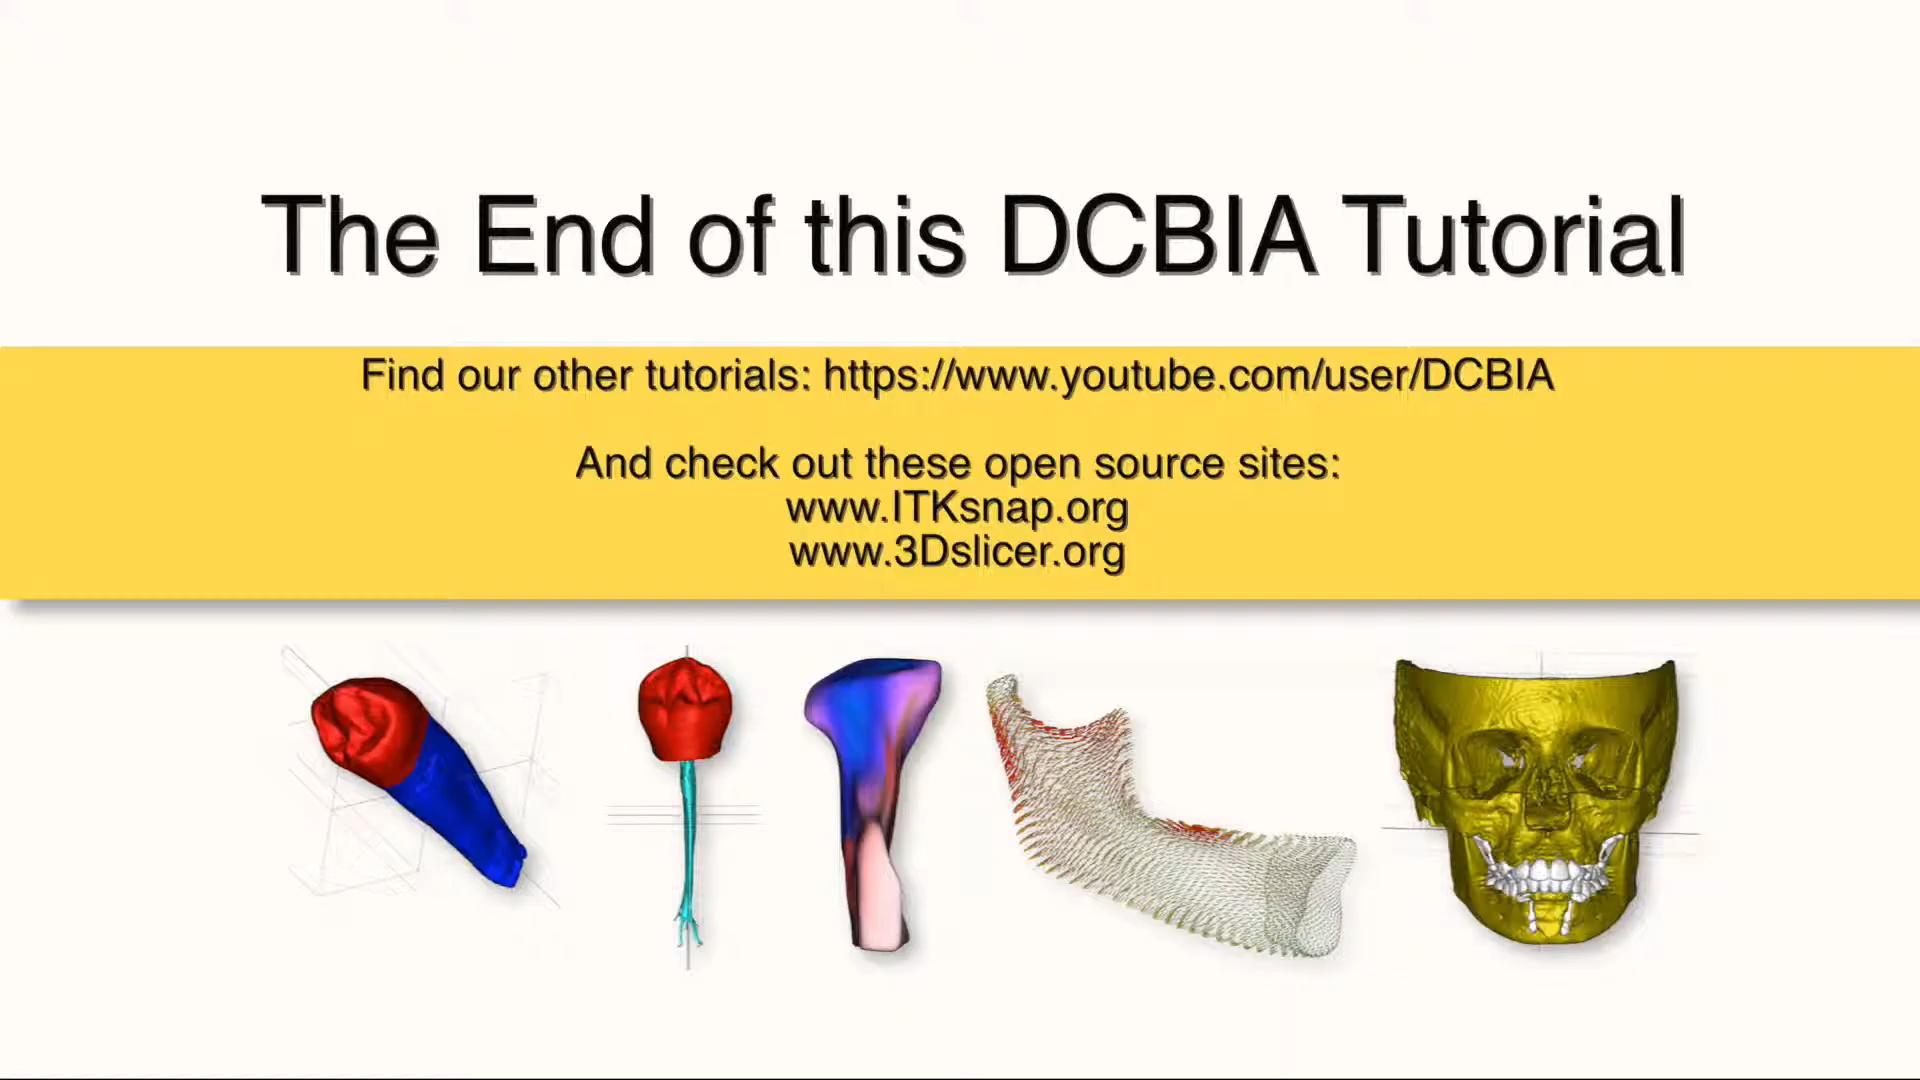 The End of this DCBIA Tutorial
Find our other tutorials: https://www.youtube.com/user/DCBIA
And check out these open source sites:
www.ITKsnap.org
www.3Dslicer.org